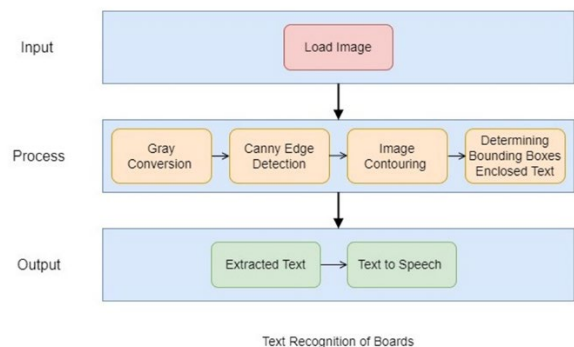 Input
Load Image
Process
Gray
Conversion
Canny Edge
Detection
Image
Contouring
Determining
Bounding Boxes
Enclosed Text
Output
Extracted Text
Text to Speech
Text Recognition of Boards